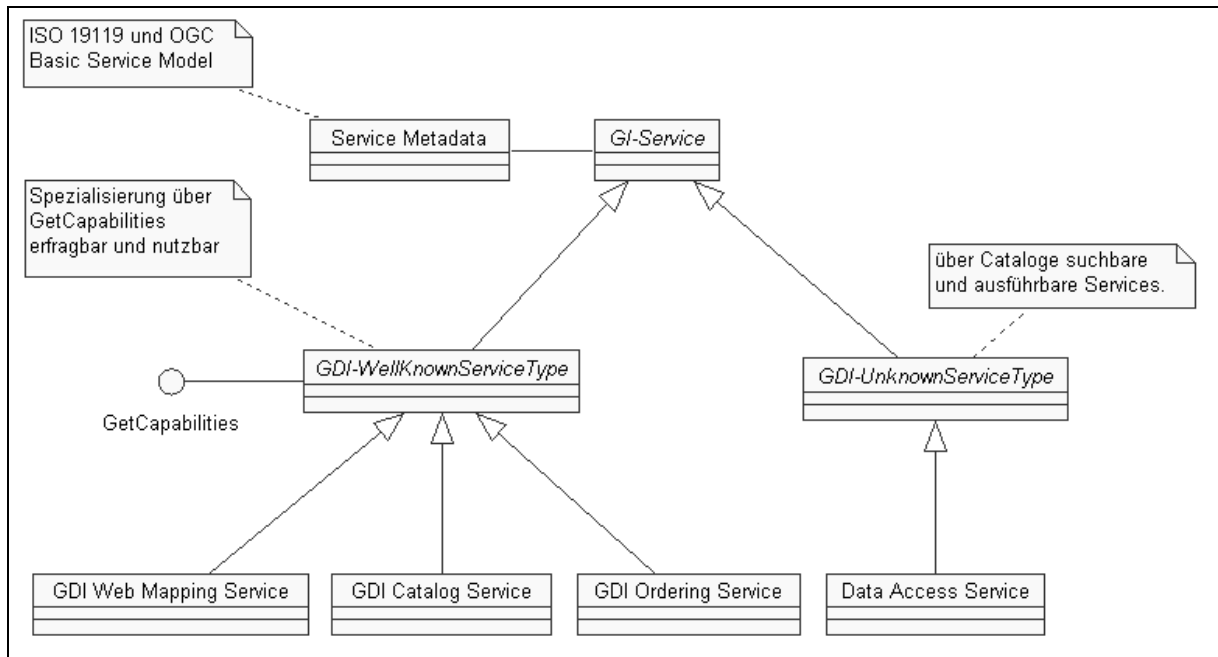 ISO 19119 und OGC
Basic Service Model
Service Metadata
GI-Service
Spezialisierung über
GetCapabilities
erfragbar und nutzbar
über Cataloge suchbare
und ausführbare Services.
GDI-WellKnownServiceType
GDI-UnknownServiceType
GetCapabilities
GDI Web Mapping Service
GDI Catalog Service
GDI Ordering Service
Data Access Service